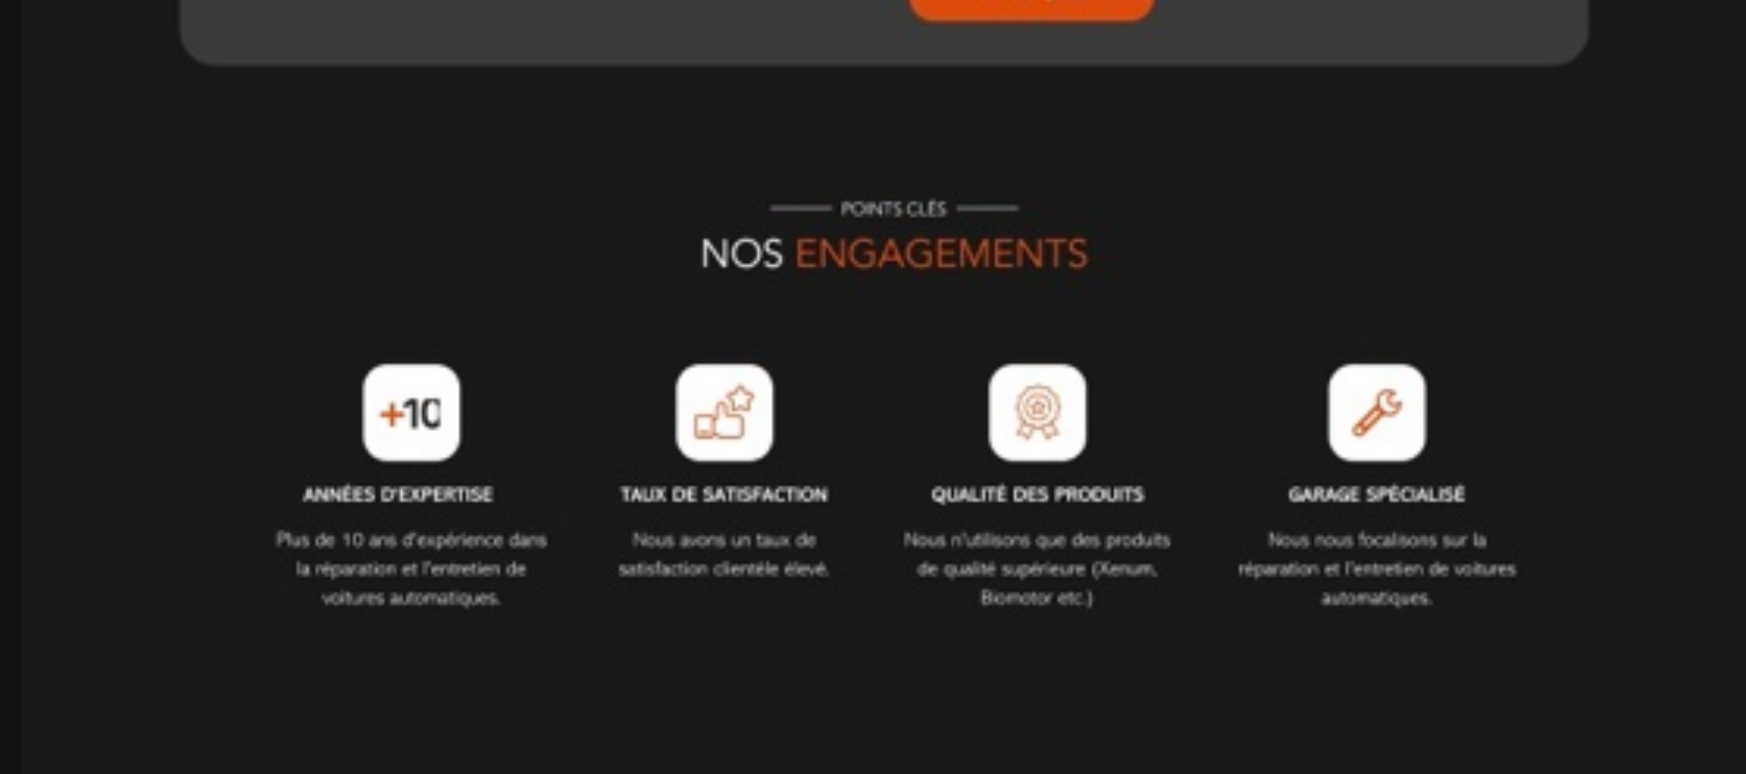 POINTS CLÉS
NOS ENGAGEMENTS
+10
ANNÉES D'EXPERTISE
Plus de 10 ans d'expérience dans
la réparation et l'entretien de
voitures automatiques.
TAUX DE SATISFACTION
Nous avons un taux de
satisfaction clientèle élevé.
QUALITÉ DES PRODUITS
Nous n'utilisons que des produits
de qualité supérieure (Xenum,
Biomotor etc.)
GARAGE SPÉCIALISÉ
Nous nous focalisons sur la
réparation et l'entretien de voitures
automatiques.